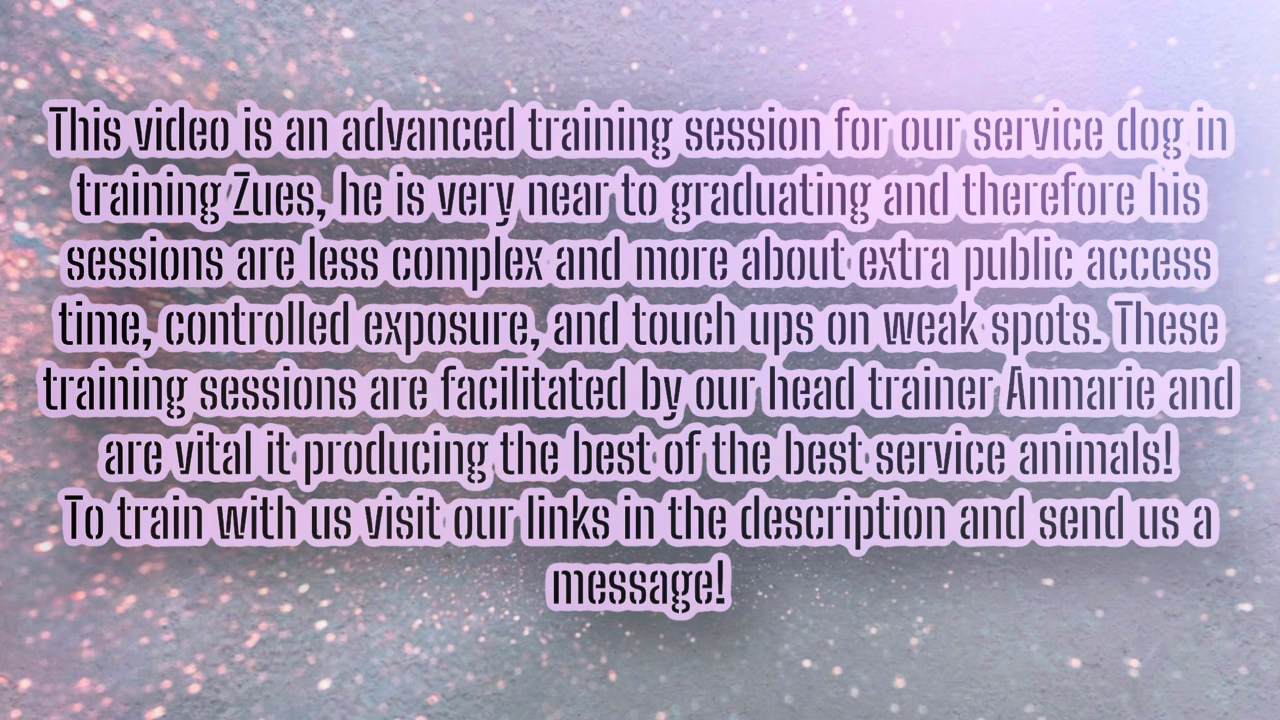 This video is an advanced training session for our service dog in
training Zues, he is very near to graduating and therefore his
sessions are less complex and more about extra public access
time, controlled exposure, and touch ups on weak spots. These
training sessions are facilitated by our head trainer Anmarie and
are vital it producing the best of the best service animals!
To train with us visit our links in the description and send us a
message!